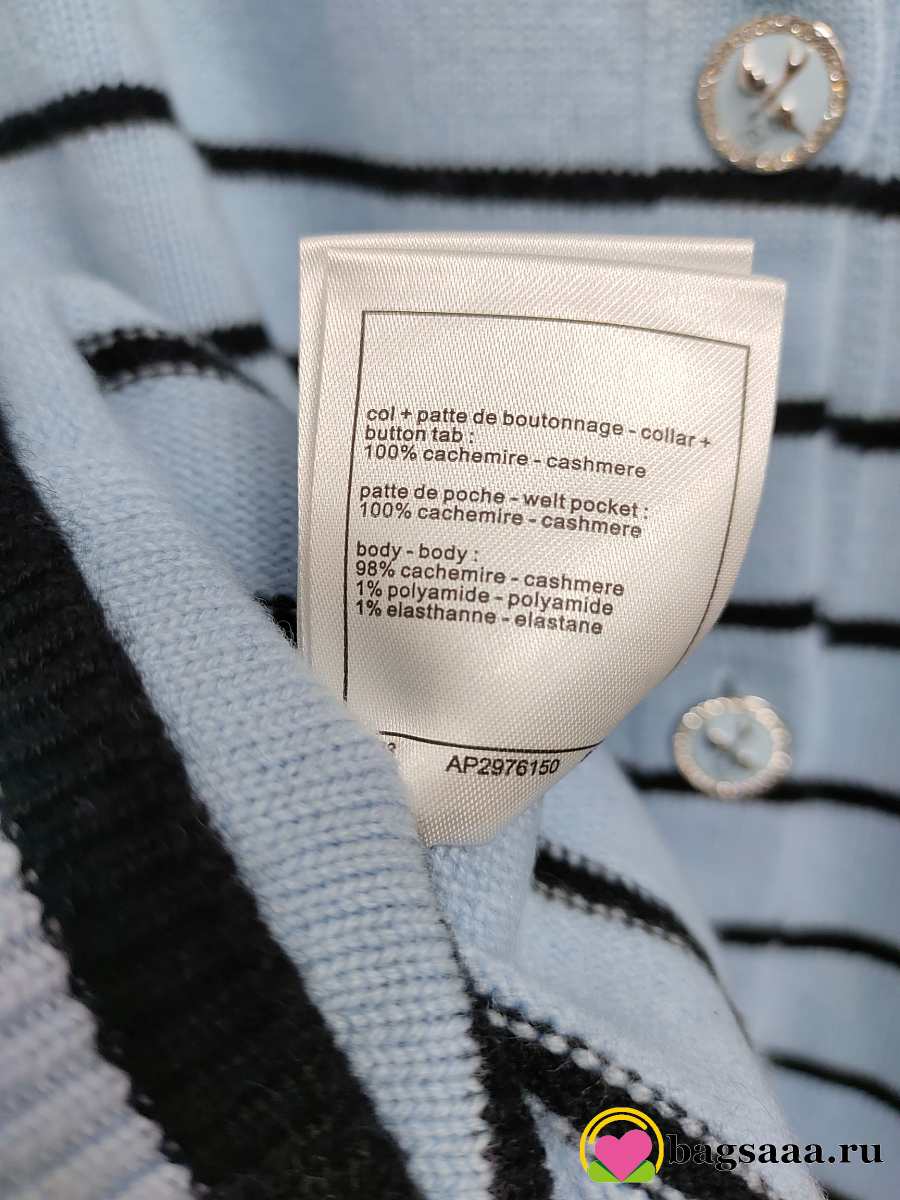 col + patte de boutonnage - collar +
button tab :
100% cachemire - cashmere
patte de poche - welt pocket :
100% cachemire - cashmere
body - body :
98% cachemire - cashmere
1% polyamide - polyamide
1% elasthanne - elastane
AP2976150
bagsaaa.ru